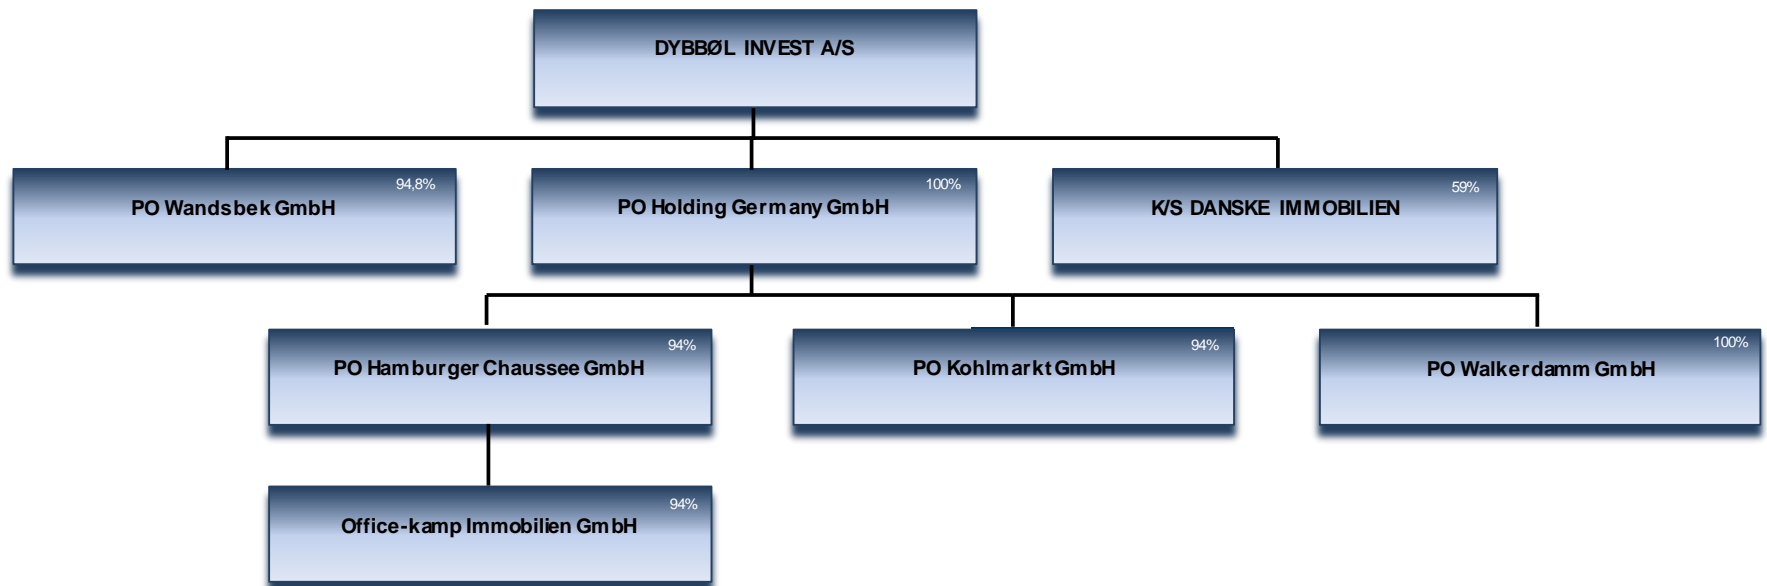 DYBBØL INVEST A/S
94,8%
PO Wandsbek GmbH
100%
PO Holding Germany GmbH
59%
K/S DANSKE IMMOBILIEN
94%
PO Hamburger Chaussee GmbH
94%
PO Kohlmarkt GmbH
100%
PO Walkerdamm GmbH
94%
Office-kamp Immobilien GmbH